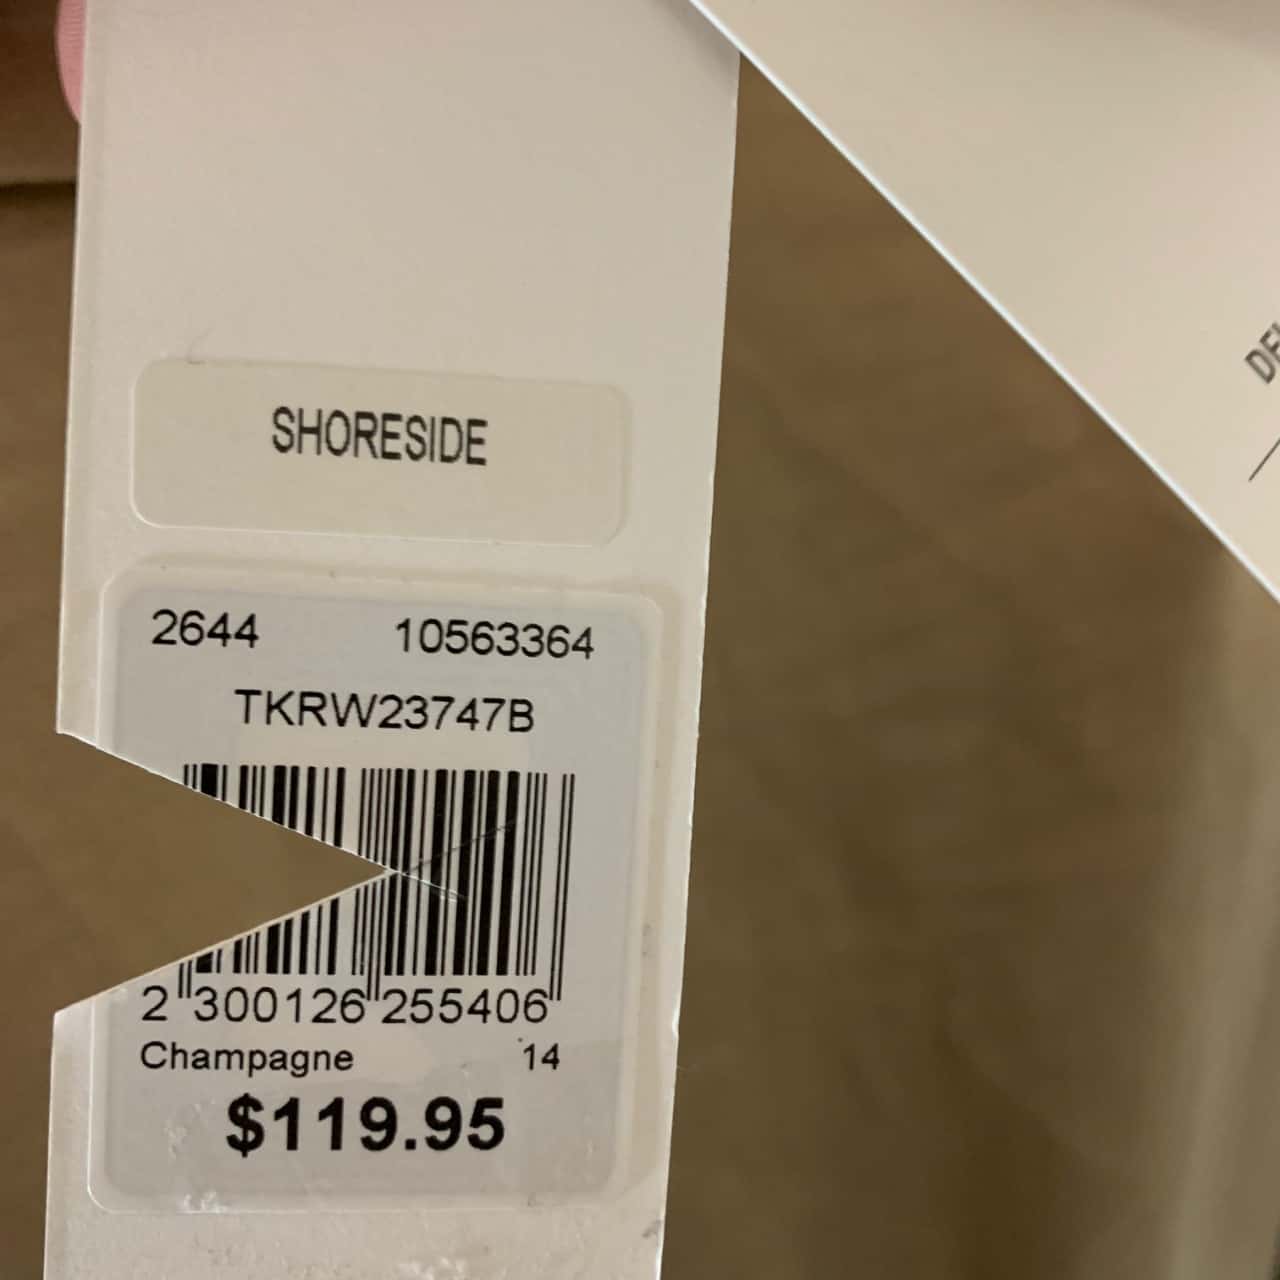 SHORESIDE
2644 10563364
TKRW23747B
2 300126 255406
Champagne 14
$119.95